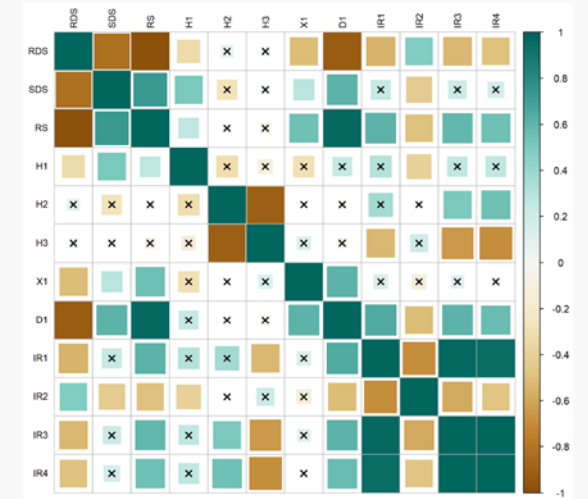 RDS SDS RS H1 H2 H3 X1 D1 IR1 IR2 IR3 IR4
RDS
SDS
RS
H1
H2
H3
X1
D1
IR1
IR2
IR3
IR4
1
0.8
0.6
0.4
0.2
0
-0.2
-0.4
-0.6
-0.8
-1